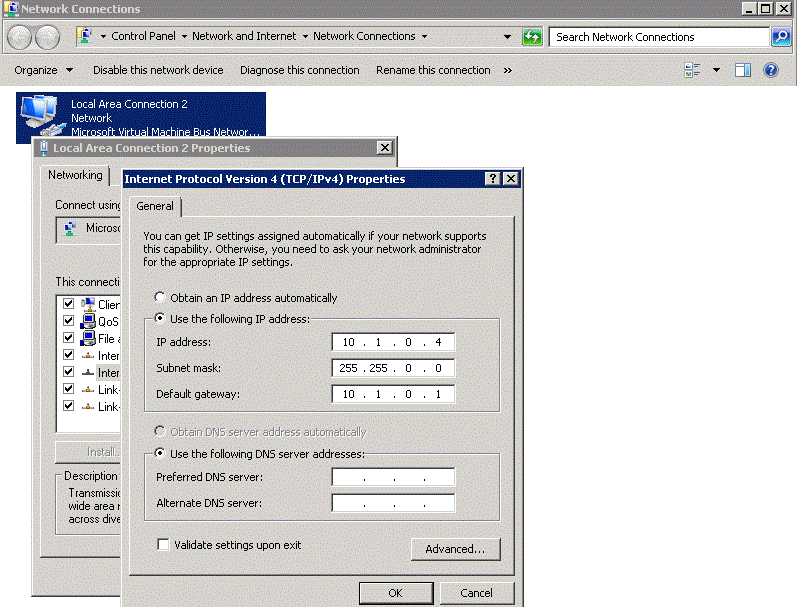 Network Connections
Control Panel Network and Internet Network Connections
Search Network Connections
Organize Disable this network device Diagnose this connection Rename this connection »
Local Area Connection 2
Network
Microsoft Virtual Machine Bus Networ...
Local Area Connection 2 Properties
Networking
Connect using
Microso
This connecti
Clien
QoS
File a
Inter
Inter
Link-
Link-
Install...
Description
Transmissio
wide area n
across dive
Internet Protocol Version 4 (TCP/IPv4) Properties
General
You can get IP settings assigned automatically if your network supports
this capability. Otherwise, you need to ask your network administrator
for the appropriate IP settings.
Obtain an IP address automatically
Use the following IP address:
IP address: 10 . 1 . 0 . 4
Subnet mask: 255 . 255 . 0 . 0
Default gateway: 10 . 1 . 0 . 1
Obtain DNS server address automatically
Use the following DNS server addresses:
Preferred DNS server: . . .
Alternate DNS server: . . .
Validate settings upon exit
Advanced...
OK Cancel